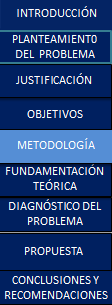 INTRODUCCIÓN
PLANTEAMIENTO
DEL PROBLEMA
JUSTIFICACIÓN
OBJETIVOS
METODOLOGÍA
FUNDAMENTACIÓN
TEÓRICA
DIAGNÓSTICO DEL
PROBLEMA
PROPUESTA
CONCLUSIONES Y
RECOMENDACIONES